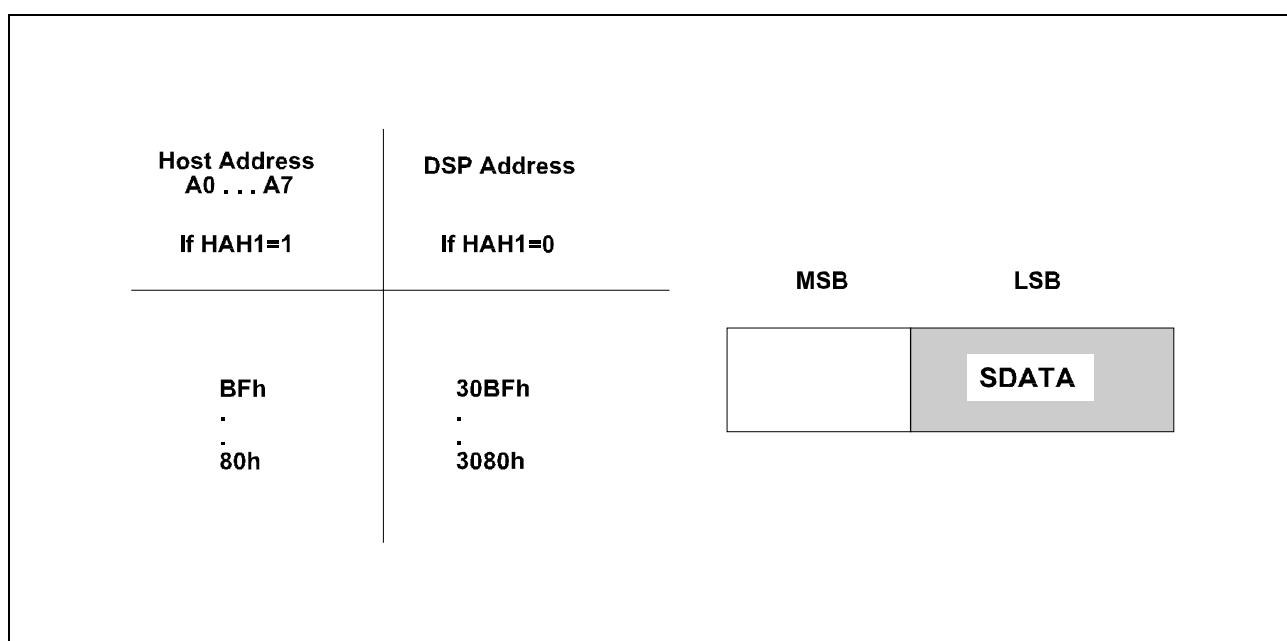 Host Address
A0 . . . A7
If HAH1=1
DSP Address
If HAH1=0
BFh
.
.
80h
30BFh
.
.
3080h
MSB
LSB
SDATA